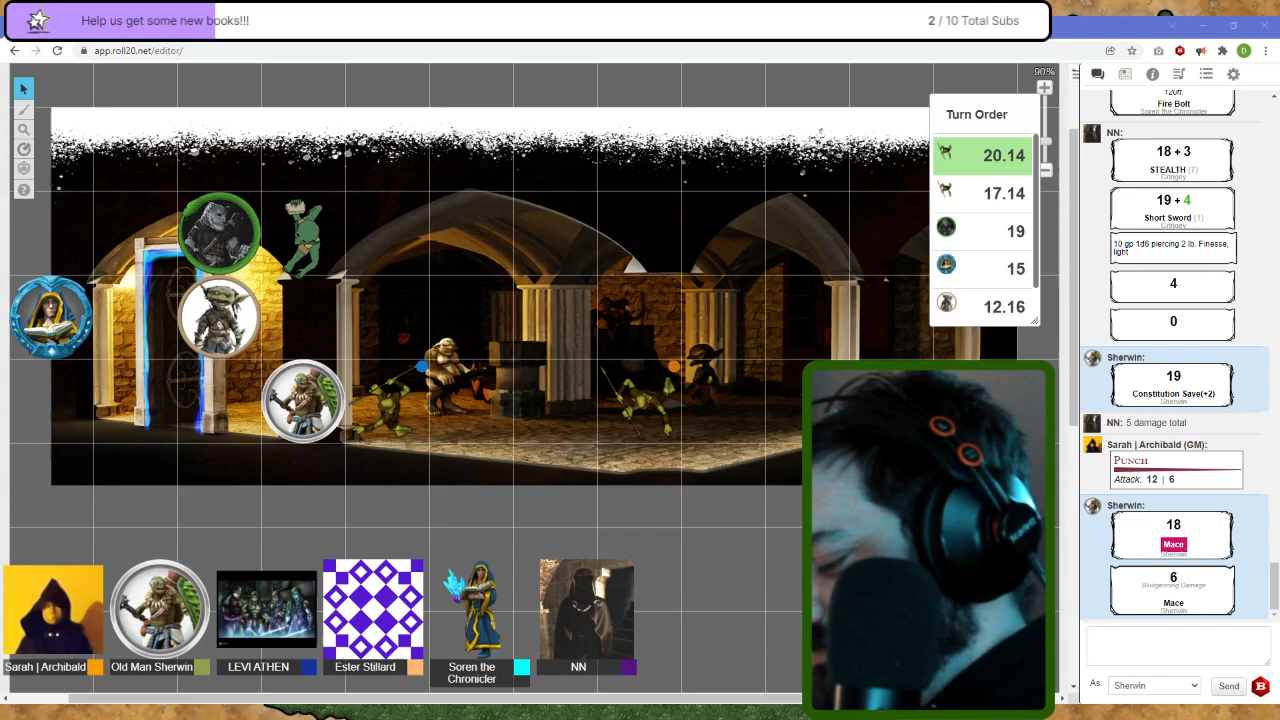 Help us get some new books!!!
2 / 10 Total Subs
app.roll20.net/editor/
D
90%
Turn Order
20.14
17.14
19
15
12.16
120ft.
Fire Bolt
Soren the Chronicler
NN:
18 + 3
STEALTH (7)
Cringey
19 + 4
Short Sword (1)
Cringey
10 gp 1d6 piercing 2 lb. Finesse,
light
4
0
Sherwin:
19
Constitution Save(+2)
Sherwin
NN: 5 damage total
Sarah | Archibald (GM):
PUNCH
Attack: 12 | 6
Sherwin:
18
Mace
Sherwin
6
Bludgeoning Damage
Mace
Sherwin
As:
Sherwin
Send
B
Sarah | Archibald
Old Man Sherwin
LEVI ATHEN
Ester Stillard
Soren the
Chronicler
NN